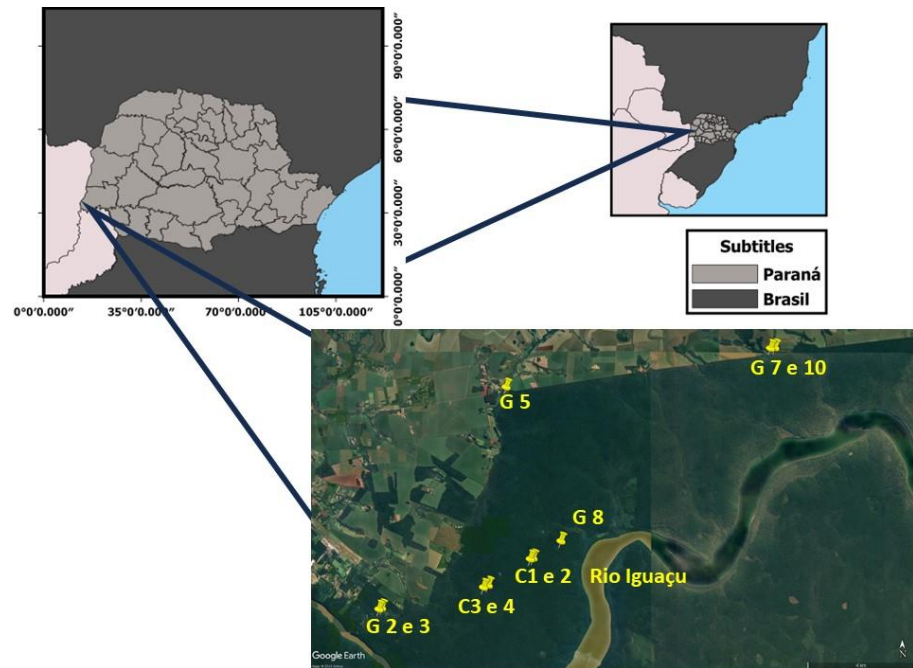 90°0'0.000"
60°0'0.000"
30°0'0.000"
0°0'0.000"
0°0'0.000"
35°0'0.000"
70°0'0.000"
105°0'0.000"
Subtitles
Paraná
Brasil
G 7 e 10
G 5
G 8
C1 e 2
Rio Iguaçu
C3 e 4
G 2 e 3
Google Earth
N